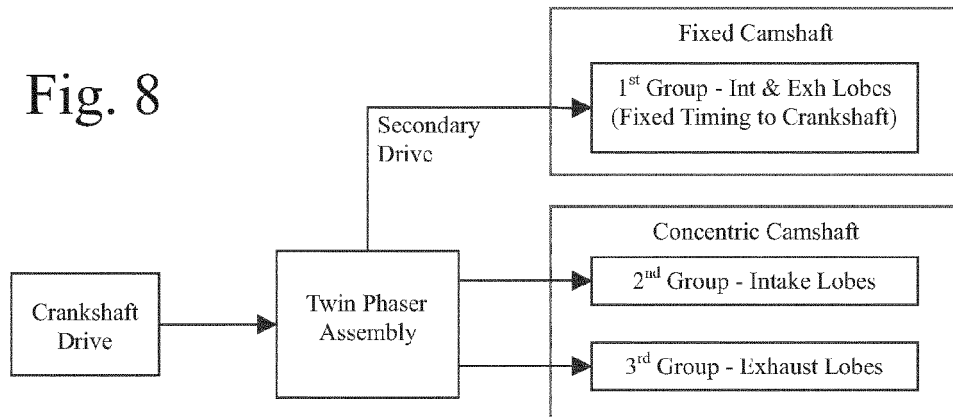 Fig. 8
Fixed Camshaft
1st Group - Int & Exh Lobes
(Fixed Timing to Crankshaft)
Secondary
Drive
Concentric Camshaft
2nd Group - Intake Lobes
3rd Group - Exhaust Lobes
Twin Phaser
Assembly
Crankshaft
Drive